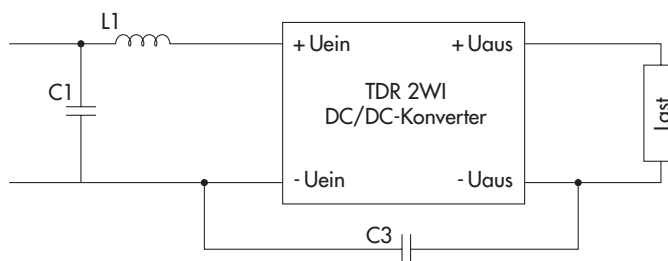 L1
C1
+ Uein
+ Uaus
TDR 2WI
DC/DC-Konverter
- Uein
- Uaus
Last
C3